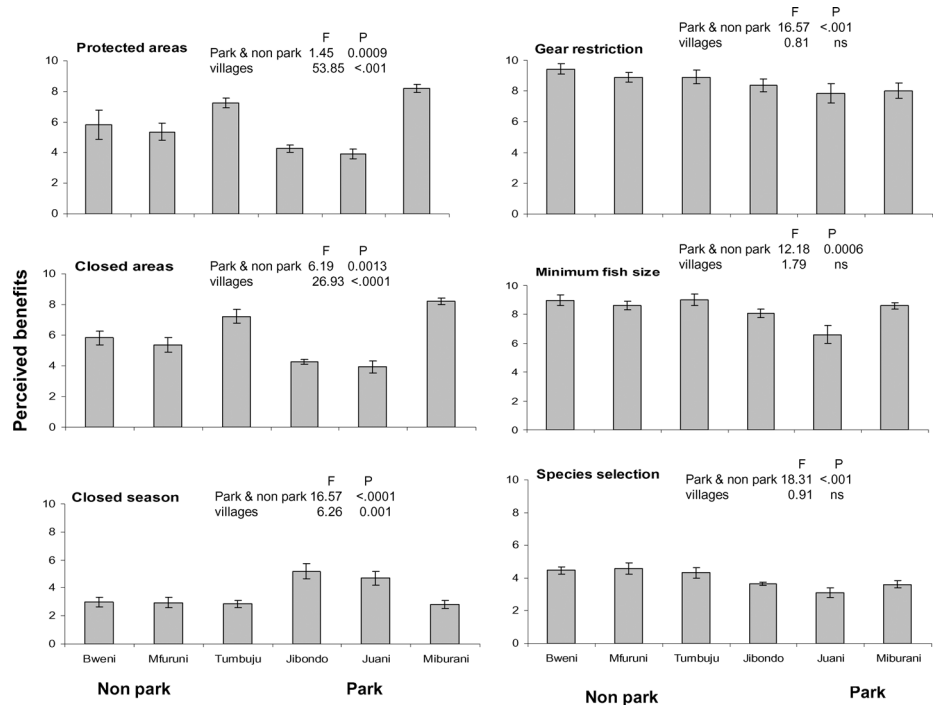 Perceived benefits
Protected areas
F P
Park & non park 1.45 0.0009
villages 53.85 <.001
10
8
6
4
2
0
Closed areas
F P
Park & non park 6.19 0.0013
villages 26.93 <.0001
10
8
6
4
2
0
Closed season
F P
Park & non park 16.57 <.0001
villages 6.26 0.001
10
8
6
4
2
0
Bweni Mfuruni Tumbuju Jibondo Juani Miburani
Non park Park
Gear restriction
F P
Park & non park 16.57 <.001
villages 0.81 ns
10
8
6
4
2
0
Minimum fish size
F P
Park & non park 12.18 0.0006
villages 1.79 ns
10
8
6
4
2
0
Species selection
F P
Park & non park 18.31 <.001
villages 0.91 ns
10
8
6
4
2
0
Bweni Mfuruni Tumbuju Jibondo Juani Miburani
Non park Park